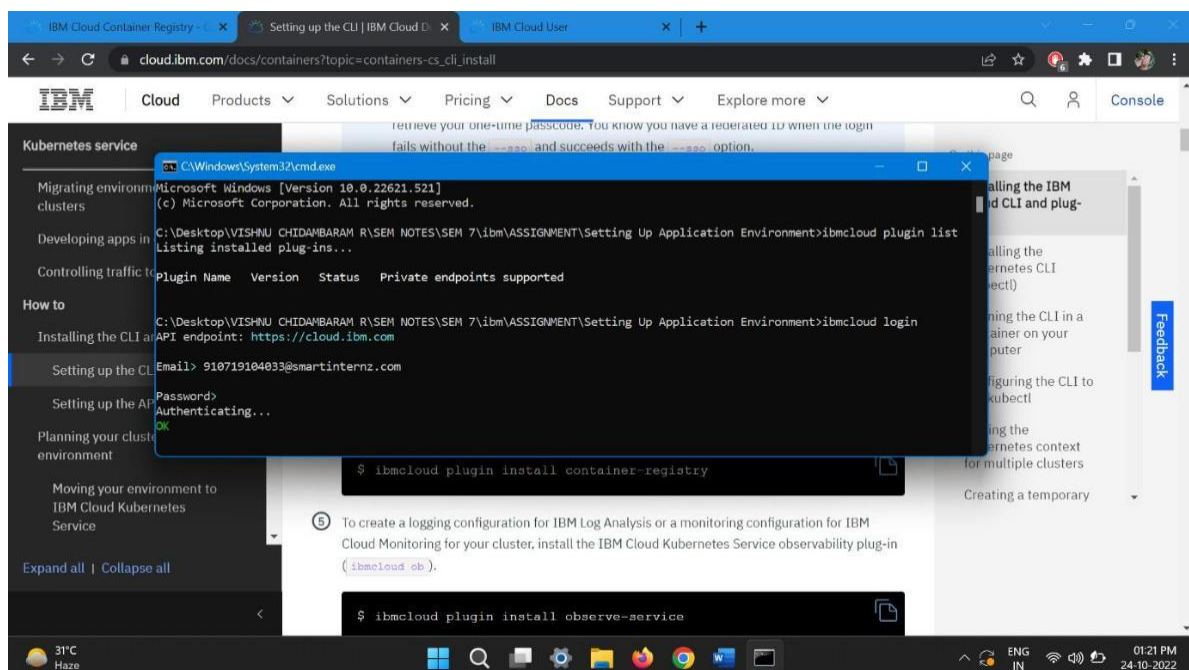 IBM Cloud Container Registry -
Setting up the CLI | IBM Cloud D
IBM Cloud User
cloud.ibm.com/docs/containers?topic=containers-cs_cli_install
6
IBM Cloud Products Solutions Pricing Docs Support Explore more Console
Kubernetes service
Migrating environm
clusters
Developing apps in
Controlling traffic to
How to
Installing the CLI an
Setting up the CL
Setting up the AP
Planning your cluste
environment
Moving your environment to
IBM Cloud Kubernetes
Service
Expand all | Collapse all
retrieve your one-time passcode. You know you have a federated ID when the login
fails without the --sso and succeeds with the --sso option.
C:\Windows\System32\cmd.exe
Microsoft Windows [Version 10.0.22621.521]
(c) Microsoft Corporation. All rights reserved.
C:\Desktop\VISHNU CHIDAMBARAM R\SEM NOTES\SEM 7\ibm\ASSIGNMENT\Setting Up Application Environment>ibmcloud plugin list
Listing installed plug-ins...
Plugin Name Version Status Private endpoints supported
C:\Desktop\VISHNU CHIDAMBARAM R\SEM NOTES\SEM 7\ibm\ASSIGNMENT\Setting Up Application Environment>ibmcloud login
API endpoint: https://cloud.ibm.com
Email> 910719104033@smartinternz.com
Password>
Authenticating...
OK
$ ibmcloud plugin install container-registry
5 To create a logging configuration for IBM Log Analysis or a monitoring configuration for IBM
Cloud Monitoring for your cluster, install the IBM Cloud Kubernetes Service observability plug-in
( ibmcloud ob ).
$ ibmcloud plugin install observe-service
page
alling the IBM
d CLI and plug-
alling the
ernetes CLI
ectl)
ning the CLI in a
ainer on your
puter
figuring the CLI to
kubectl
ing the
ernetes context
for multiple clusters
Creating a temporary
Feedback
31°C
Haze
ENG
IN
01:21 PM
24-10-2022